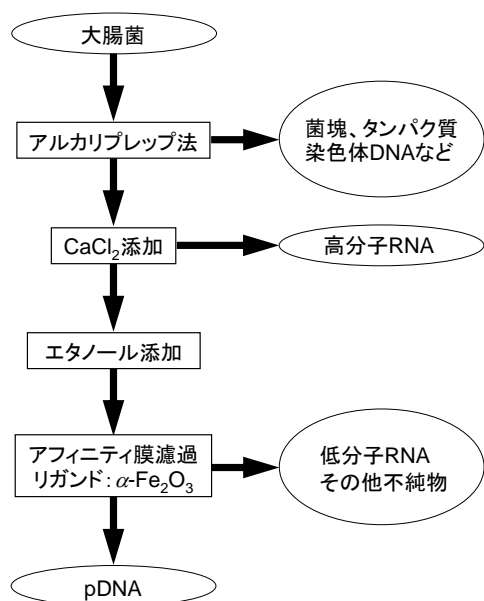 大腸菌
アルカリプレップ法
菌塊、タンパク質
染色体DNAなど
CaCl₂添加
高分子RNA
エタノール添加
アフィニティ膜濾過
リガンド：α-Fe₂O₃
低分子RNA
その他不純物
pDNA